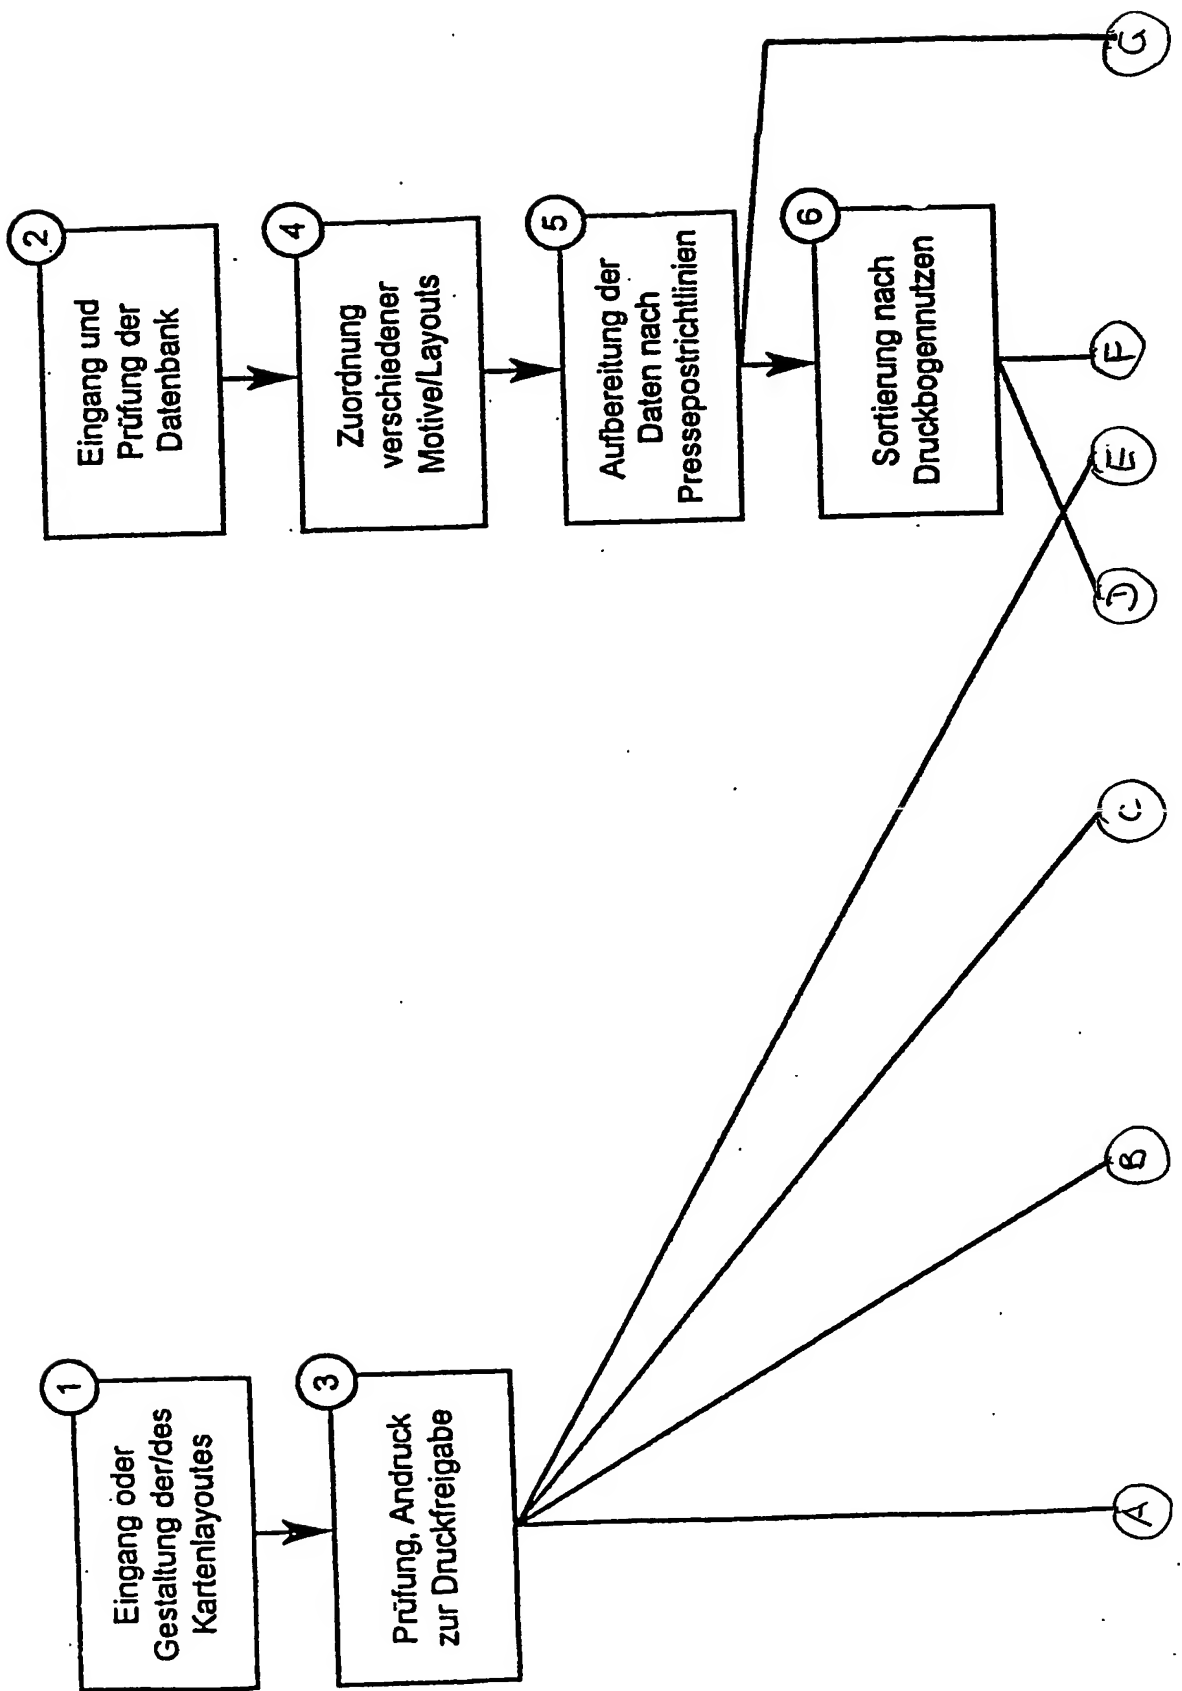 1
Eingang oder
Gestaltung der/des
Kartenlayoutes
3
Prüfung, Andruck
zur Druckfreigabe
2
Eingang und
Prüfung der
Datenbank
4
Zuordnung
verschiedener
Motive/Layouts
5
Aufbereitung der
Daten nach
Pressepostrichtlinien
6
Sortierung nach
Druckbogennutzen
A
B
C
D
E
F
G